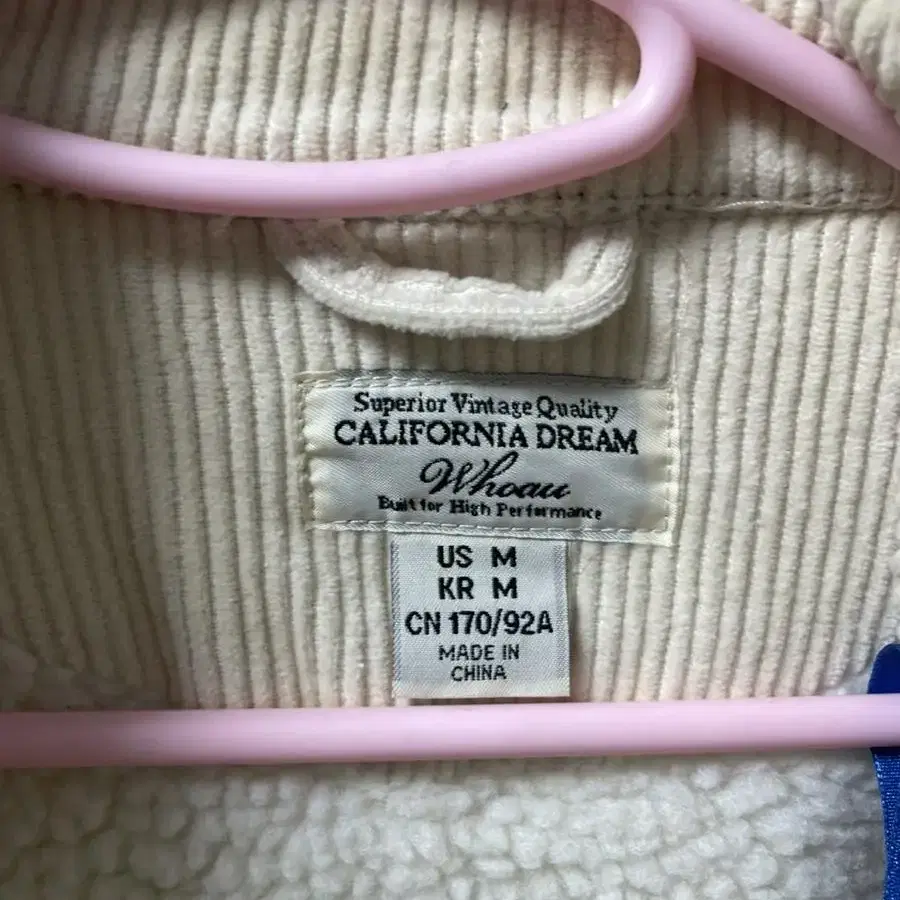 Superior Vintage Quality
CALIFORNIA DREAM
Whoau
Built for High Performance
US M
KR M
CN 170/92A
MADE IN
CHINA